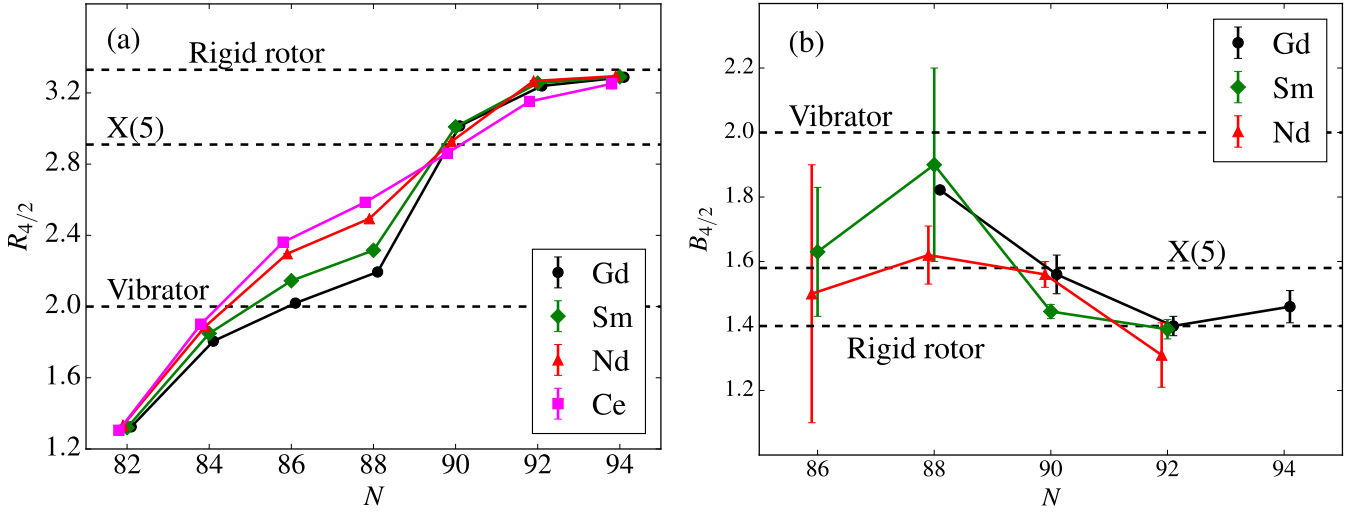 (a)
Rigid rotor
X(5)
Vibrator
Gd
Sm
Nd
Ce
3.2
2.8
2.4
2.0
1.6
1.2
R4/2
82 84 86 88 90 92 94
N
(b)
Gd
Sm
Nd
Vibrator
X(5)
Rigid rotor
2.2
2.0
1.8
1.6
1.4
1.2
B4/2
86 88 90 92 94
N